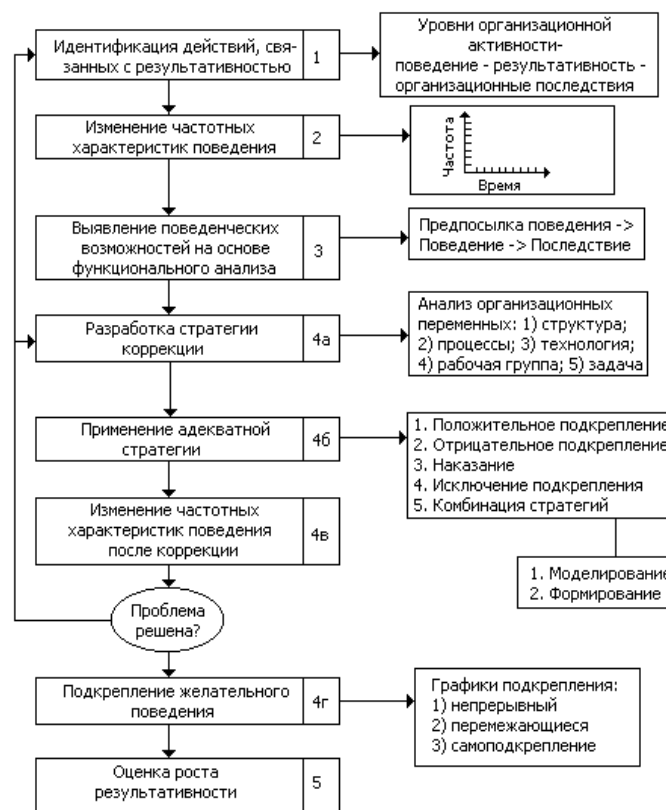 Идентификация действий, свя-
занных с результативностью
1
Уровни организационной
активности-
поведение - результативность -
организационные последствия
Изменение частотных
характеристик поведения
2
Частота
Время
Выявление поведенческих
возможностей на основе
функционального анализа
3
Предпосылка поведения ->
Поведение -> Последствие
Разработка стратегии
коррекции
4а
Анализ организационных
переменных: 1) структура;
2) процессы; 3) технология;
4) рабочая группа; 5) задача
Применение адекватной
стратегии
4б
1. Положительное подкрепление
2. Отрицательное подкрепление
3. Наказание
4. Исключение подкрепления
5. Комбинация стратегий
Изменение частотных
характеристик поведения
после коррекции
4в
1. Моделирование
2. Формирование
Проблема
решена?
Подкрепление желательного
поведения
4г
Графики подкрепления:
1) непрерывный
2) перемежающиеся
3) самоподкрепление
Оценка роста
результативности
5